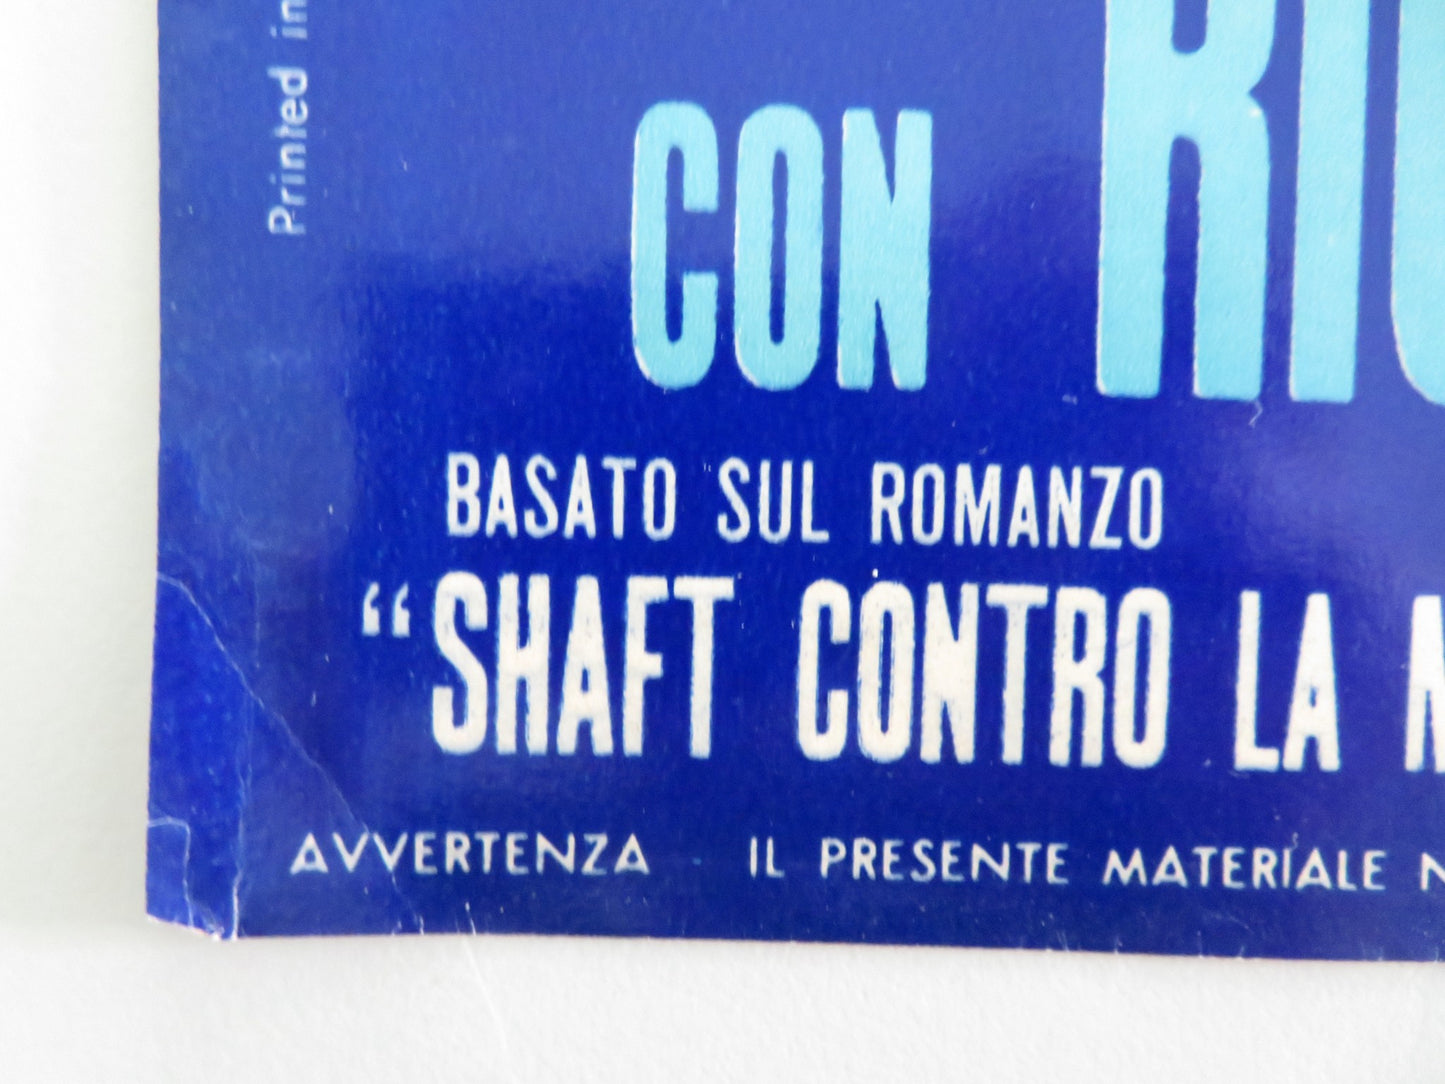 Printed in
CON
BASATO SUL ROMANZO
“SHAFT CONTRO LA
AVVERTENZA IL PRESENTE MATERIALE